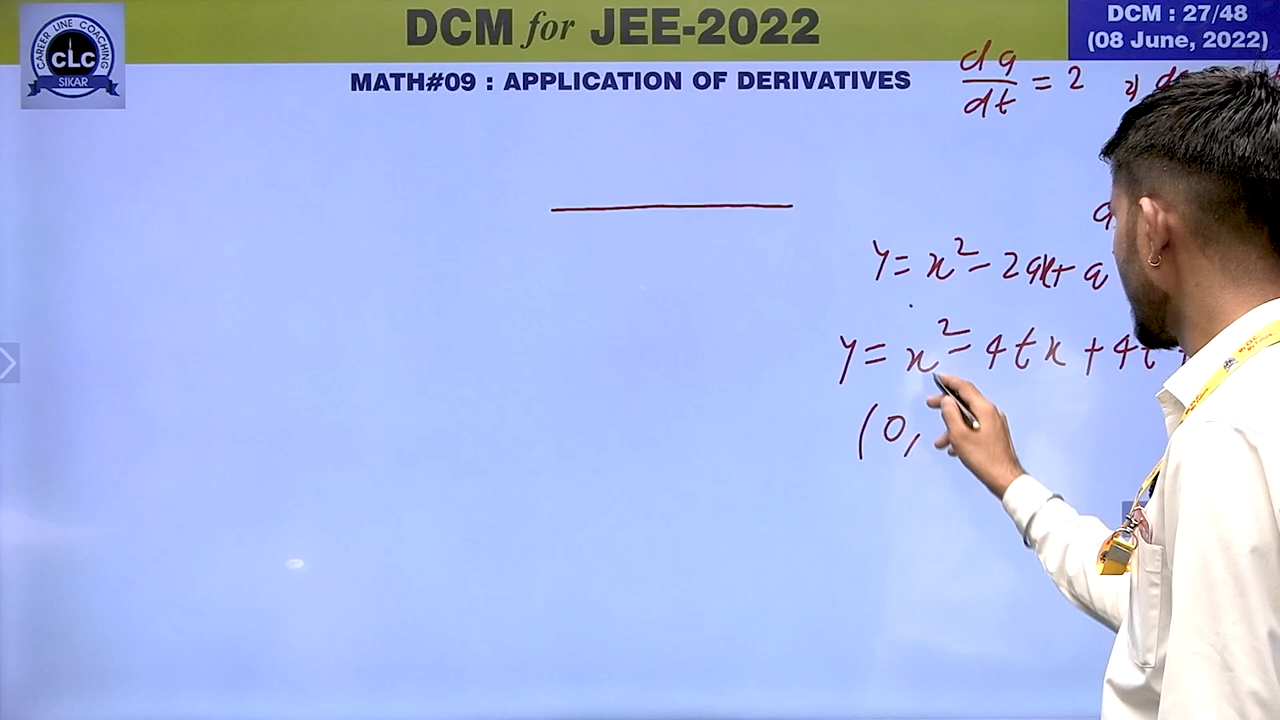 CAREER LINE COACHING
CLC
SIKAR
DCM for JEE-2022
DCM : 27/48
(08 June, 2022)
MATH#09 : APPLICATION OF DERIVATIVES
da/dt = 2
y = x² - 2ax + a
y = x² - 4tx + 4t
(0,